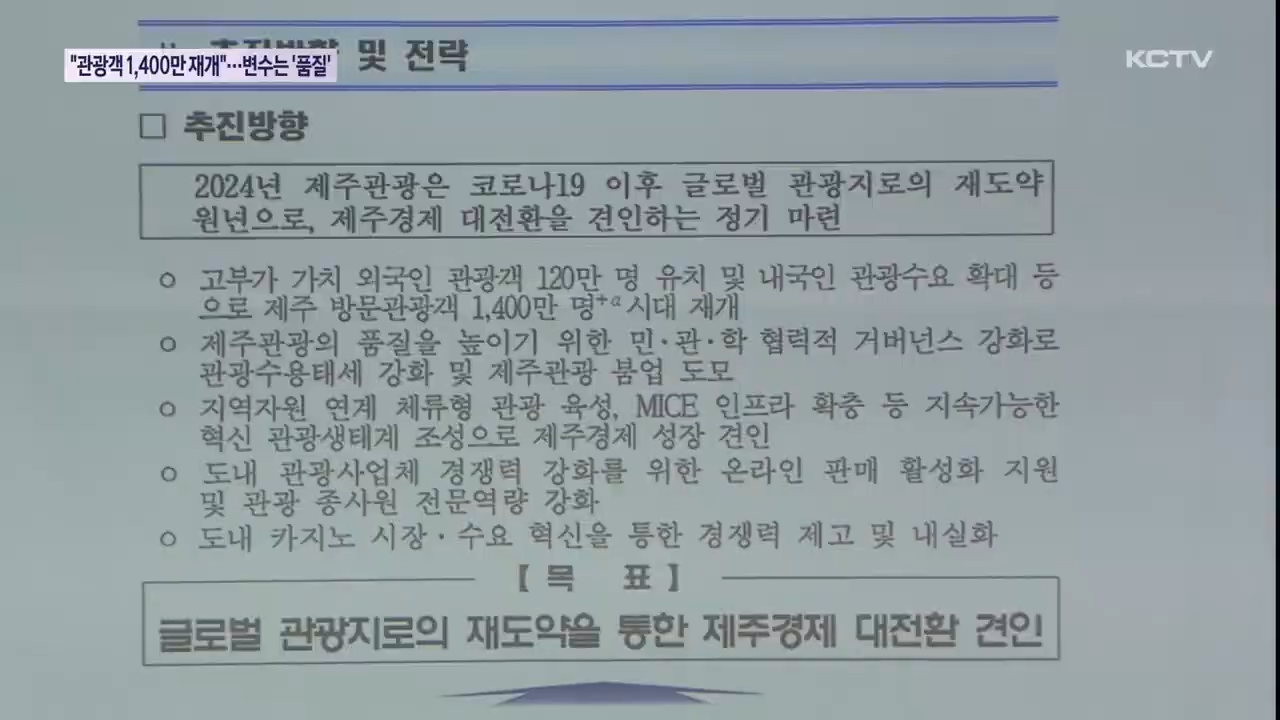 "관광객 1,400만 재개"…변수는 '품질'
KCTV
추진방향 및 전략
□ 추진방향
2024년 제주관광은 코로나19 이후 글로벌 관광지로의 재도약
원년으로, 제주경제 대전환을 견인하는 정기 마련
○ 고부가 가치 외국인 관광객 120만 명 유치 및 내국인 관광수요 확대 등
으로 제주 방문관광객 1,400만 명+α 시대 재개
○ 제주관광의 품질을 높이기 위한 민·관·학 협력적 거버넌스 강화로
관광수용태세 강화 및 제주관광 붐업 도모
○ 지역자원 연계 체류형 관광 육성, MICE 인프라 확충 등 지속가능한
혁신 관광생태계 조성으로 제주경제 성장 견인
○ 도내 관광사업체 경쟁력 강화를 위한 온라인 판매 활성화 지원
및 관광 종사원 전문역량 강화
○ 도내 카지노 시장·수요 혁신을 통한 경쟁력 제고 및 내실화
【 목 표 】
글로벌 관광지로의 재도약을 통한 제주경제 대전환 견인